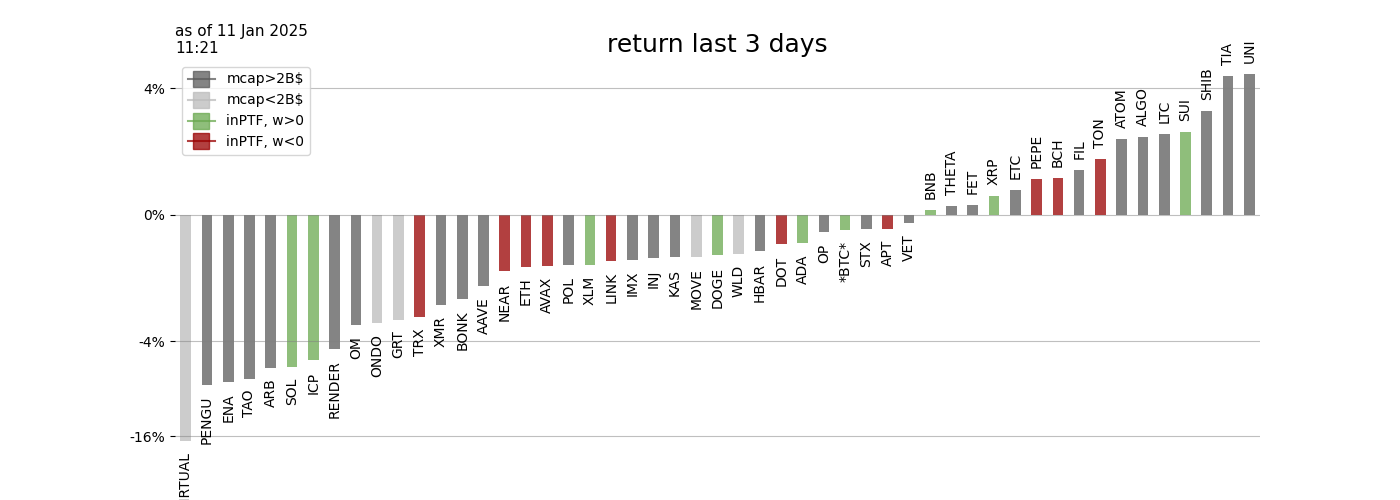 as of 11 Jan 2025
11:21
return last 3 days
mcap>2B$
mcap<2B$
inPTF, w>0
inPTF, w<0
4%
0%
-4%
-16%
RTUAL
PENGU
ENA
TAO
ARB
SOL
ICP
RENDER
OM
ONDO
GRT
TRX
XMR
BONK
AAVE
NEAR
ETH
AVAX
POL
XLM
LINK
IMX
INJ
KAS
MOVE
DOGE
WLD
HBAR
DOT
ADA
OP
*BTC*
STX
APT
VET
BNB
THETA
FET
XRP
ETC
PEPE
BCH
FIL
TON
ATOM
ALGO
LTC
SUI
SHIB
TIA
UNI